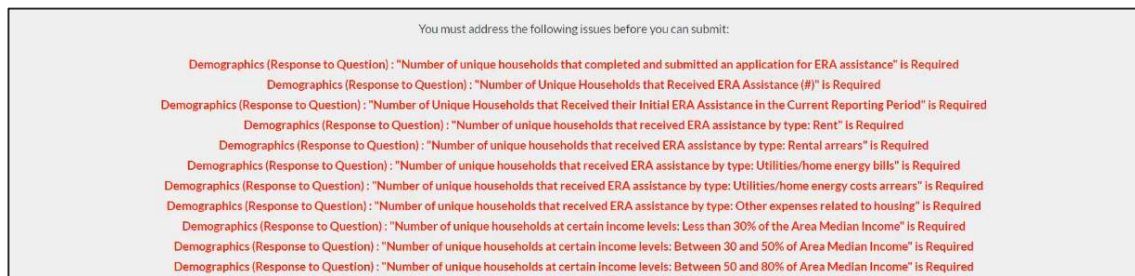 You must address the following issues before you can submit:
Demographics (Response to Question) : "Number of unique households that completed and submitted an application for ERA assistance" is Required
Demographics (Response to Question) : "Number of Unique Households that Received ERA Assistance (#)" is Required
Demographics (Response to Question) : "Number of Unique Households that Received their Initial ERA Assistance in the Current Reporting Period" is Required
Demographics (Response to Question) : "Number of unique households that received ERA assistance by type: Rent" is Required
Demographics (Response to Question) : "Number of unique households that received ERA assistance by type: Rental arrears" is Required
Demographics (Response to Question) : "Number of unique households that received ERA assistance by type: Utilities/home energy bills" is Required
Demographics (Response to Question) : "Number of unique households that received ERA assistance by type: Utilities/home energy costs arrears" is Required
Demographics (Response to Question) : "Number of unique households that received ERA assistance by type: Other expenses related to housing" is Required
Demographics (Response to Question) : "Number of unique households at certain income levels: Less than 30% of the Area Median Income" is Required
Demographics (Response to Question) : "Number of unique households at certain income levels: Between 30 and 50% of Area Median Income" is Required
Demographics (Response to Question) : "Number of unique households at certain income levels: Between 50 and 80% of Area Median Income" is Required